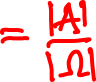 = |A| / |Ω|